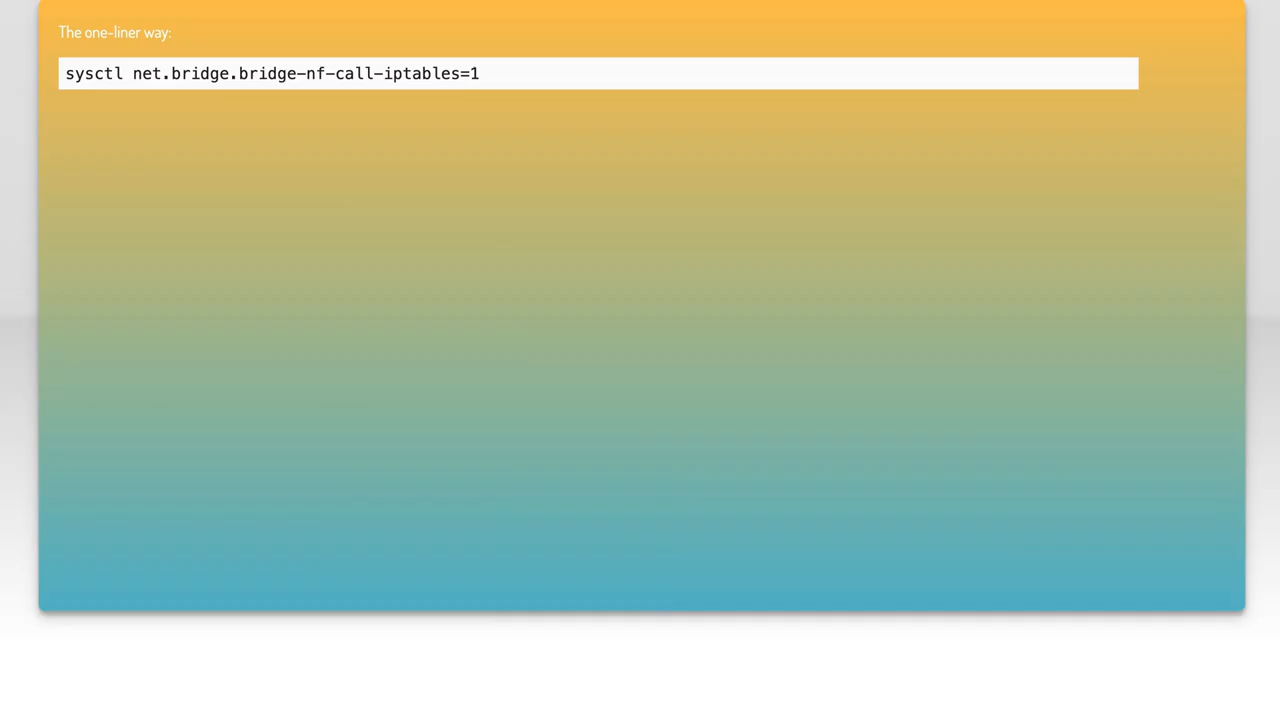 The one-liner way:
sysctl net.bridge.bridge-nf-call-iptables=1